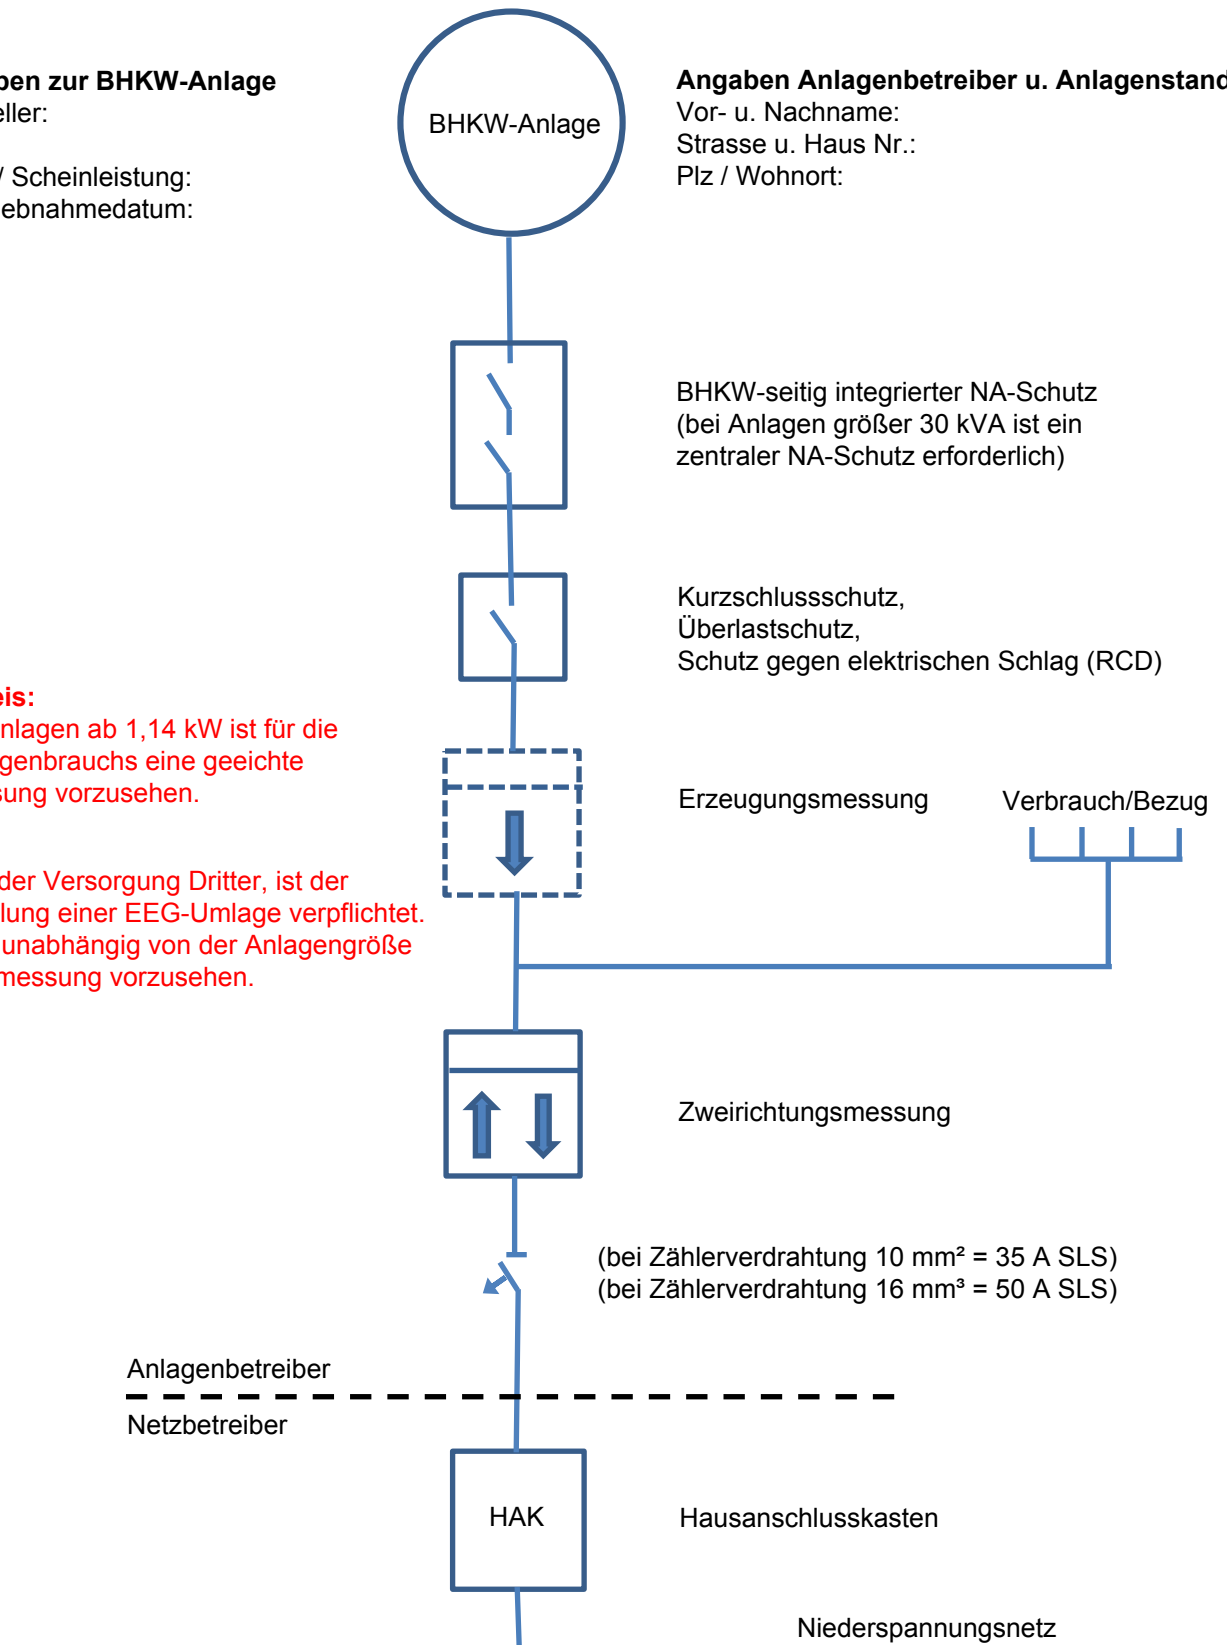 ben zur BHKW-Anlage
eller:
/ Scheinleistung:
ebnahmedatum:
BHKW-Anlage
Angaben Anlagenbetreiber u. Anlagenstand
Vor- u. Nachname:
Strasse u. Haus Nr.:
Plz / Wohnort:
BHKW-seitig integrierter NA-Schutz
(bei Anlagen größer 30 kVA ist ein
zentraler NA-Schutz erforderlich)
Kurzschlussschutz,
Überlastschutz,
Schutz gegen elektrischen Schlag (RCD)
eis:
nlagen ab 1,14 kW ist für die
genbrauchs eine geeichte
sung vorzusehen.
der Versorgung Dritter, ist der
lung einer EEG-Umlage verpflichtet.
unabhängig von der Anlagengröße
messung vorzusehen.
Erzeugungsmessung
Verbrauch/Bezug
Zweirichtungsmessung
(bei Zählerverdrahtung 10 mm² = 35 A SLS)
(bei Zählerverdrahtung 16 mm³ = 50 A SLS)
Anlagenbetreiber
Netzbetreiber
HAK
Hausanschlusskasten
Niederspannungsnetz